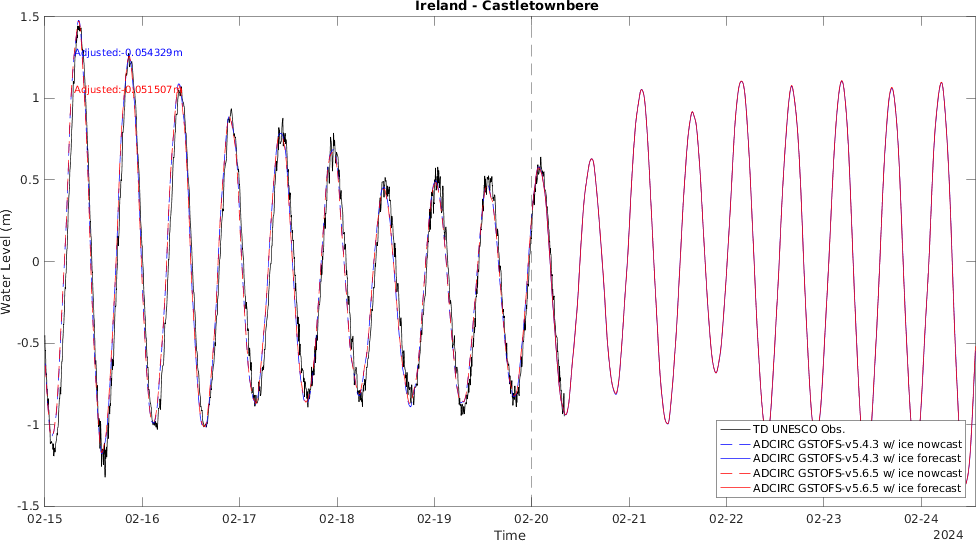 Ireland - Castletownbere
1.5
Adjusted:-0.054329m
1
Adjusted:-0.051507m
0.5
0
-0.5
-1
-1.5
Water Level (m)
TD UNESCO Obs.
ADCIRC GSTOFS-v5.4.3 w/ ice nowcast
ADCIRC GSTOFS-v5.4.3 w/ ice forecast
ADCIRC GSTOFS-v5.6.5 w/ ice nowcast
ADCIRC GSTOFS-v5.6.5 w/ ice forecast
02-15 02-16 02-17 02-18 02-19 02-20 02-21 02-22 02-23 02-24
Time
2024